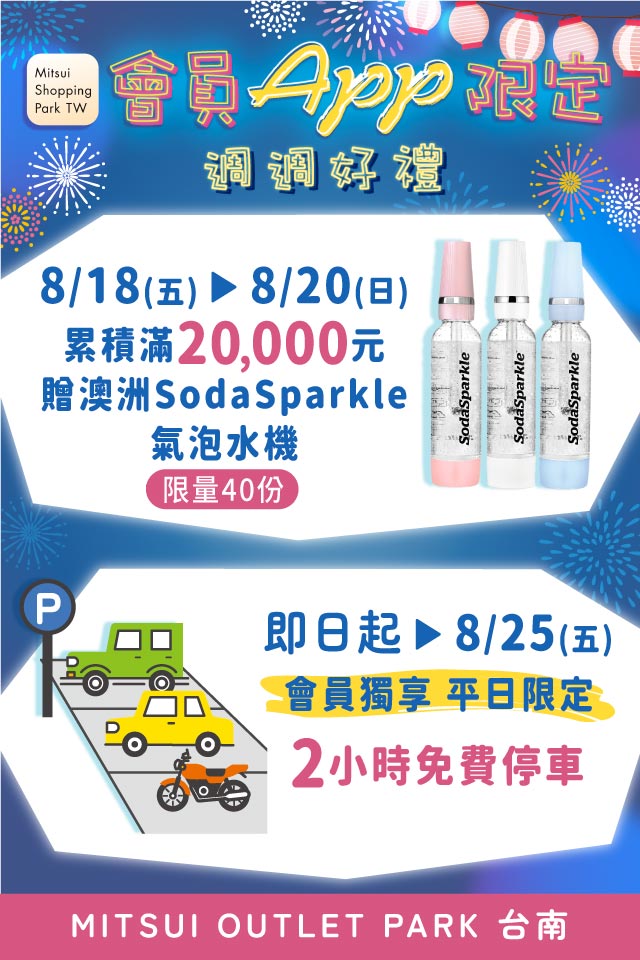 Mitsui
Shopping
Park TW
會員App限定
週週好禮
8/18(五)▶8/20(日)
累積滿20,000元
贈澳洲SodaSparkle
氣泡水機
限量40份
SodaSparkle
SodaSparkle
SodaSparkle
P
即日起▶8/25(五)
會員獨享 平日限定
2小時免費停車
MITSUI OUTLET PARK 台南